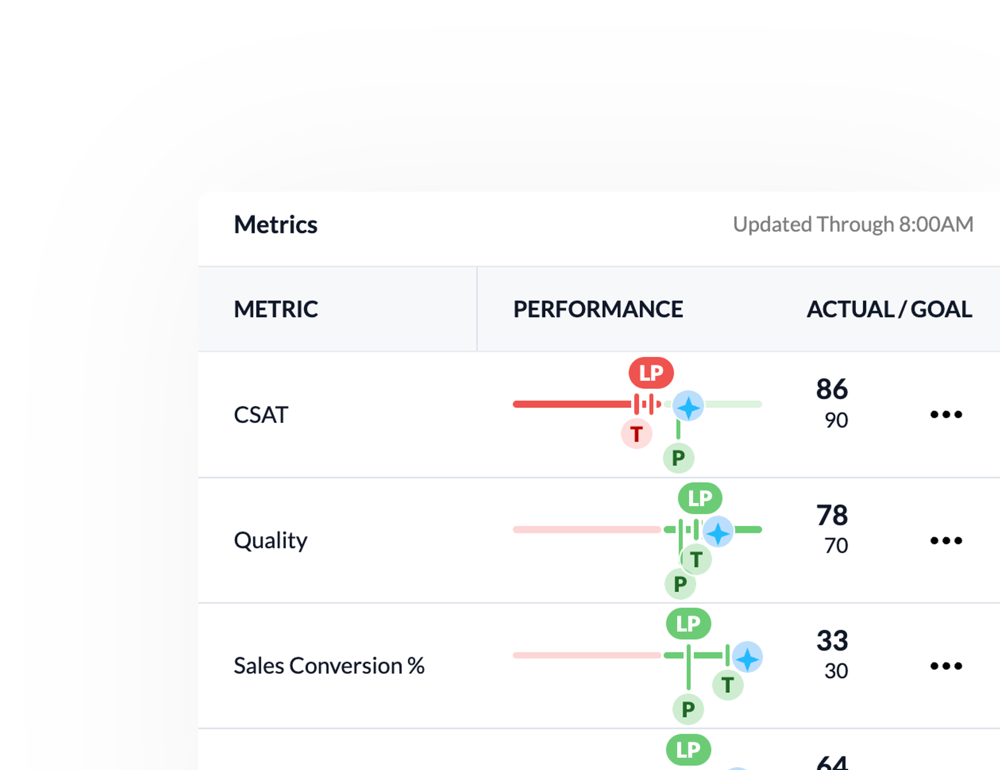 Metrics
Updated Through 8:00AM
METRIC
PERFORMANCE
ACTUAL / GOAL
LP
CSAT
T
P
86
90
LP
Quality
T
P
78
70
LP
Sales Conversion %
T
P
33
30
LP
64